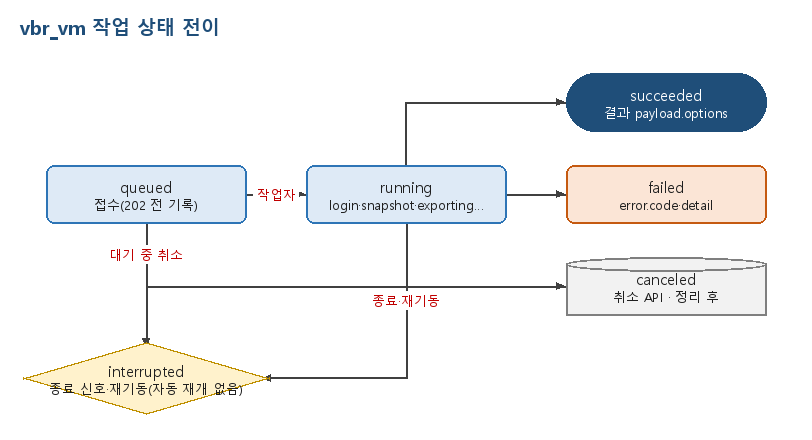 vbr_vm 작업 상태 전이
succeeded
결과 payload.options
queued
접수(202 전 기록)
작업자
running
login·snapshot·exporting...
failed
error.code·detail
대기 중 취소
canceled
취소 API · 정리 후
종료·재기동
interrupted
종료 신호·재기동(자동 재개 없음)